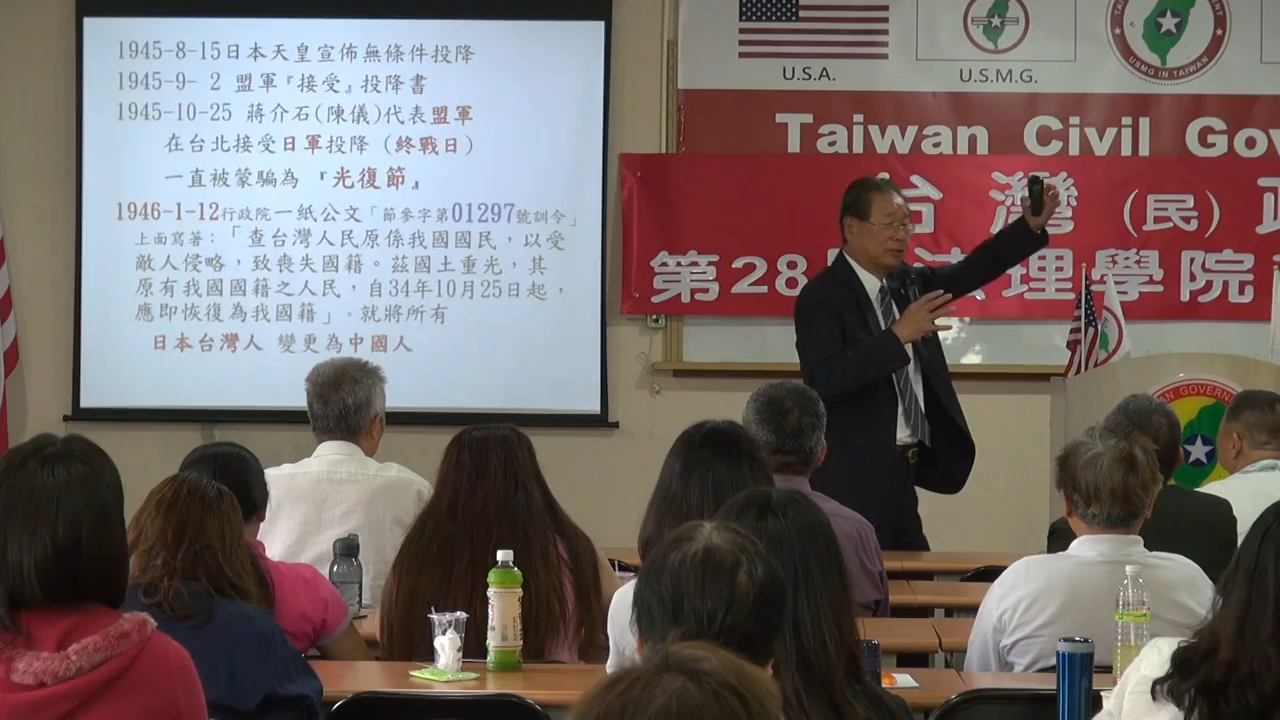 1945-8-15日本天皇宣佈無條件投降
1945-9- 2 盟軍『接受』投降書
1945-10-25 蔣介石(陳儀)代表盟軍
在台北接受日軍投降 (終戰日)
一直被蒙騙為 『光復節』
1946-1-12行政院一紙公文「節參字第01297號訓令」
上面寫著：「查台灣人民原係我國國民，以受
敵人侵略，致喪失國籍。茲國土重光，其
原有我國國籍之人民，自34年10月25日起，
應即恢復為我國籍」。就將所有
日本台灣人 變更為中國人
U.S.A.
U.S.M.G.
USMG IN TAIWAN
Taiwan Civil Gov
台灣(民)政
第28 法理學院
AN GOVERN